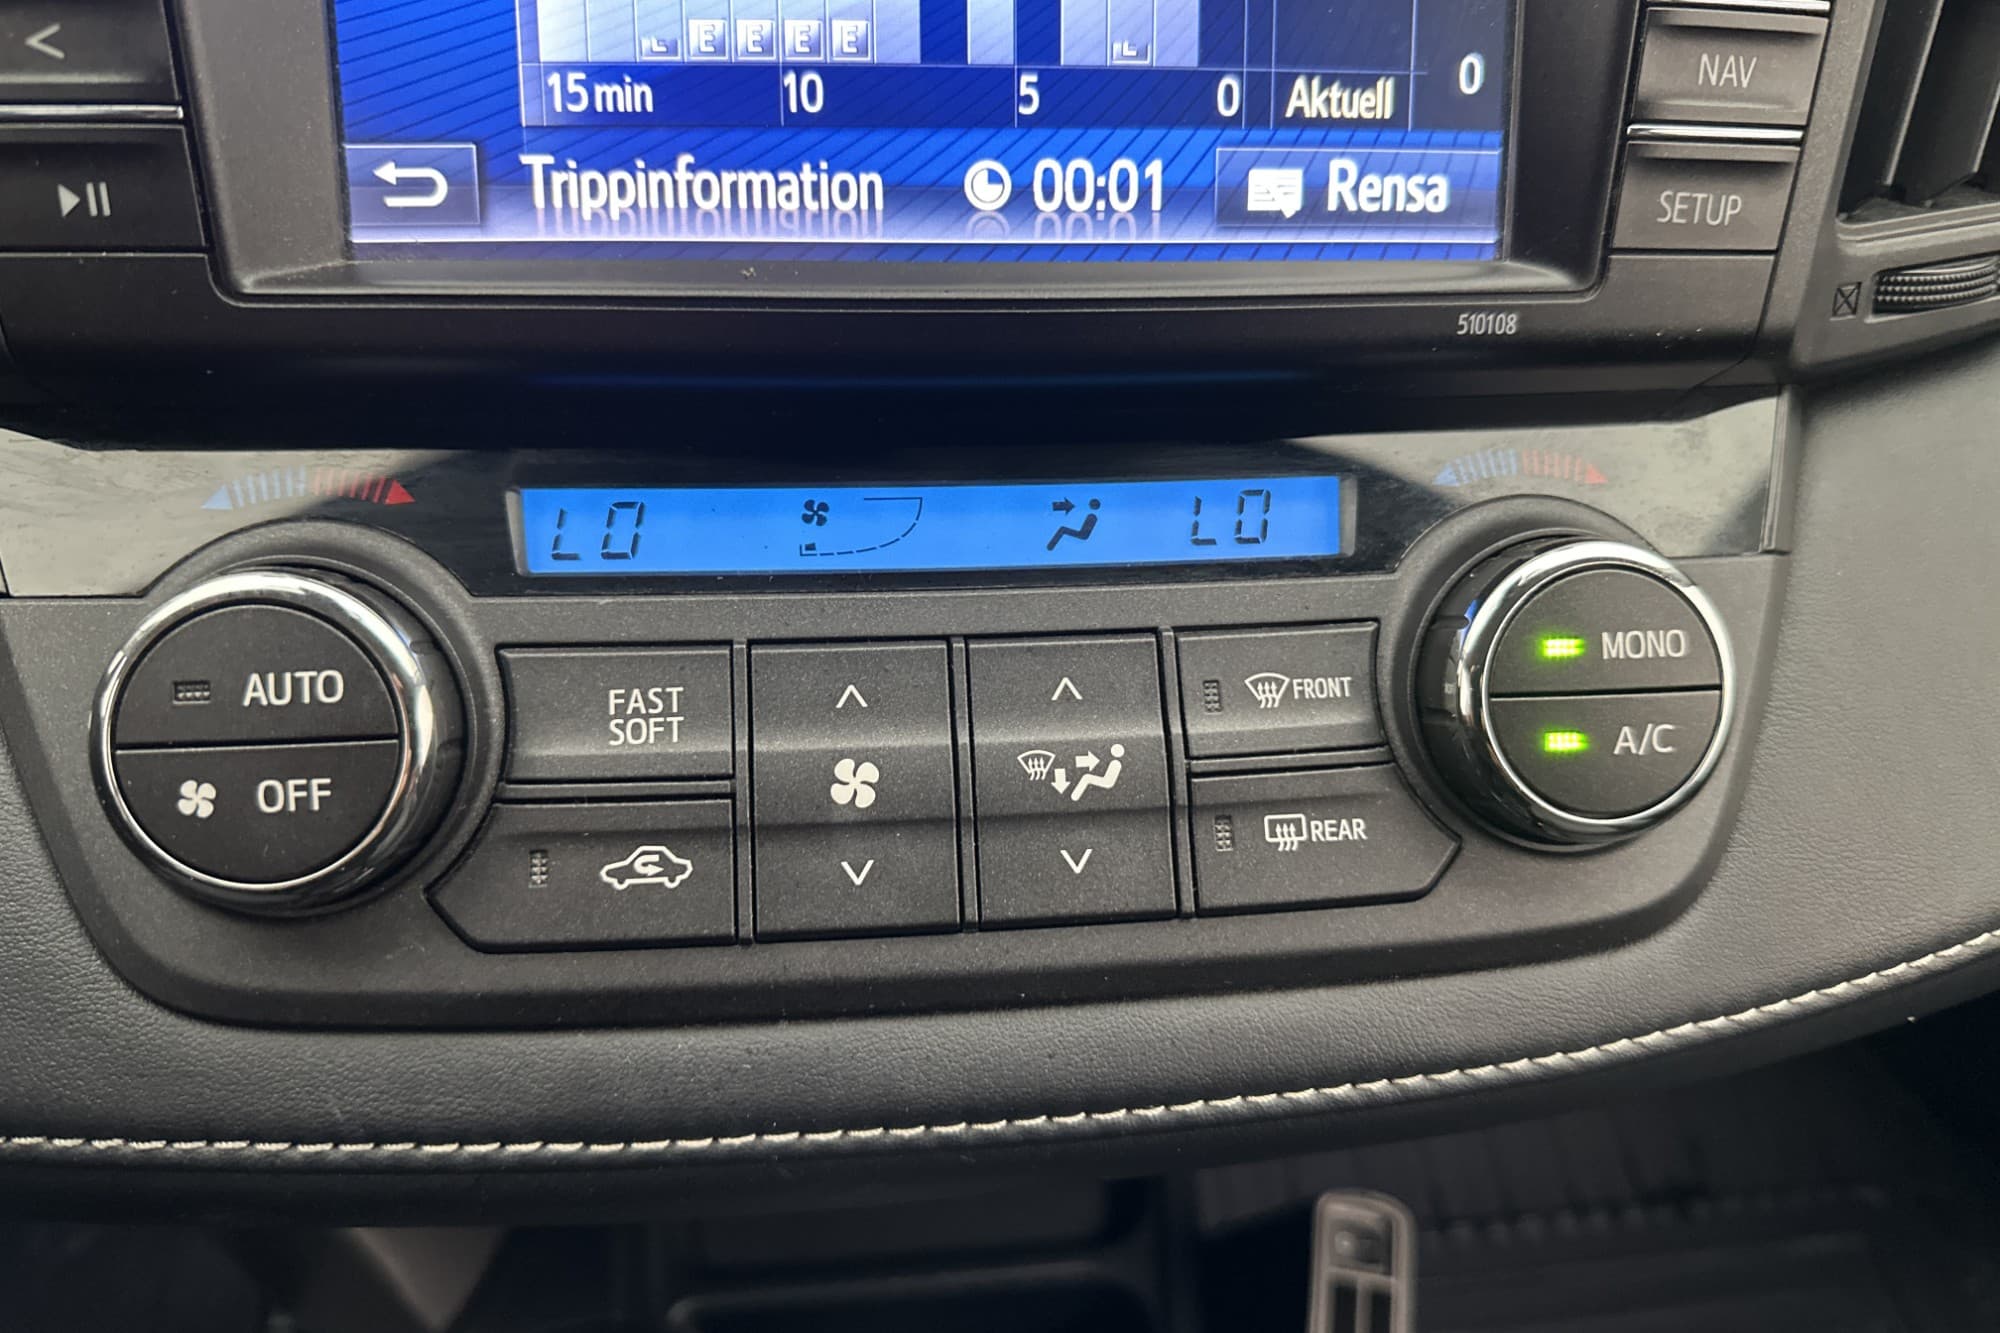 E E E E
15 min 10 5 0 Aktuell 0
Trippinformation 00:01 Rensa
NAV
SETUP
510108
LO LO
AUTO
OFF
FAST
SOFT
FRONT
REAR
MONO
A/C